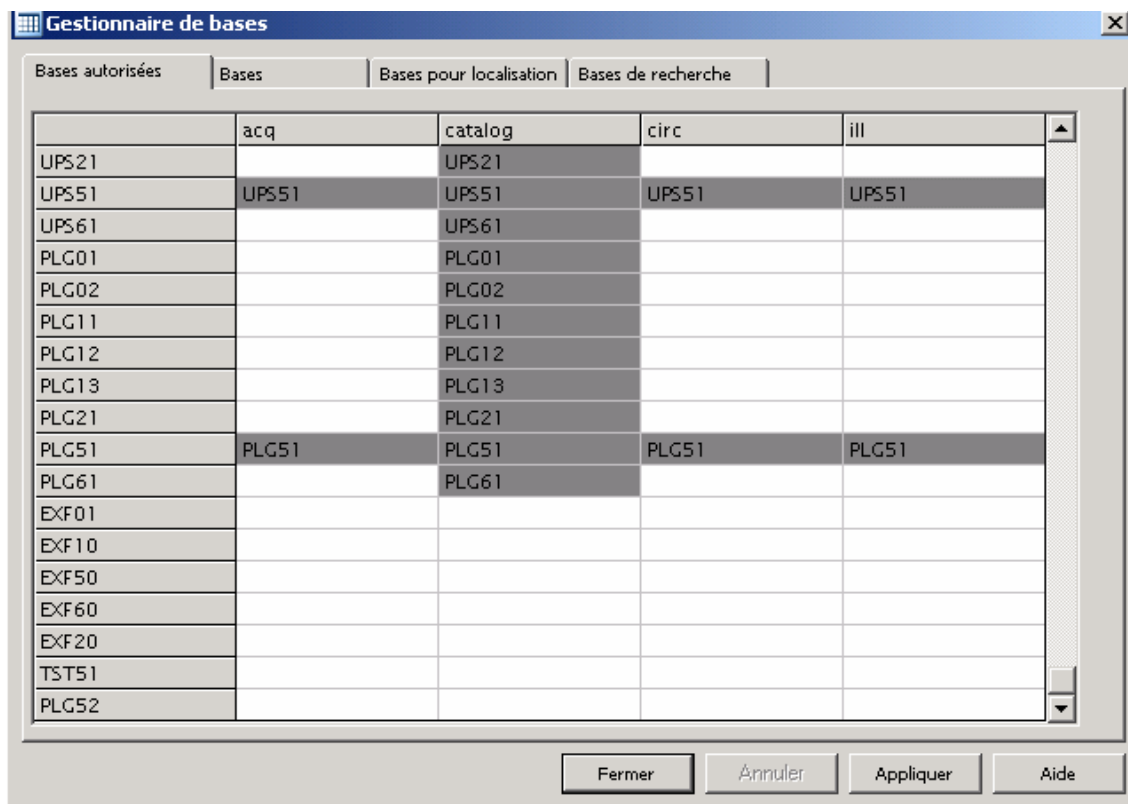 Gestionnaire de bases
Bases autorisées Bases Bases pour localisation Bases de recherche
acq catalog circ ill
UPS21 UPS21
UPS51 UPS51 UPS51 UPS51 UPS51
UPS61 UPS61
PLG01 PLG01
PLG02 PLG02
PLG11 PLG11
PLG12 PLG12
PLG13 PLG13
PLG21 PLG21
PLG51 PLG51 PLG51 PLG51 PLG51
PLG61 PLG61
EXF01
EXF10
EXF50
EXF60
EXF20
TST51
PLG52
Fermer Annuler Appliquer Aide